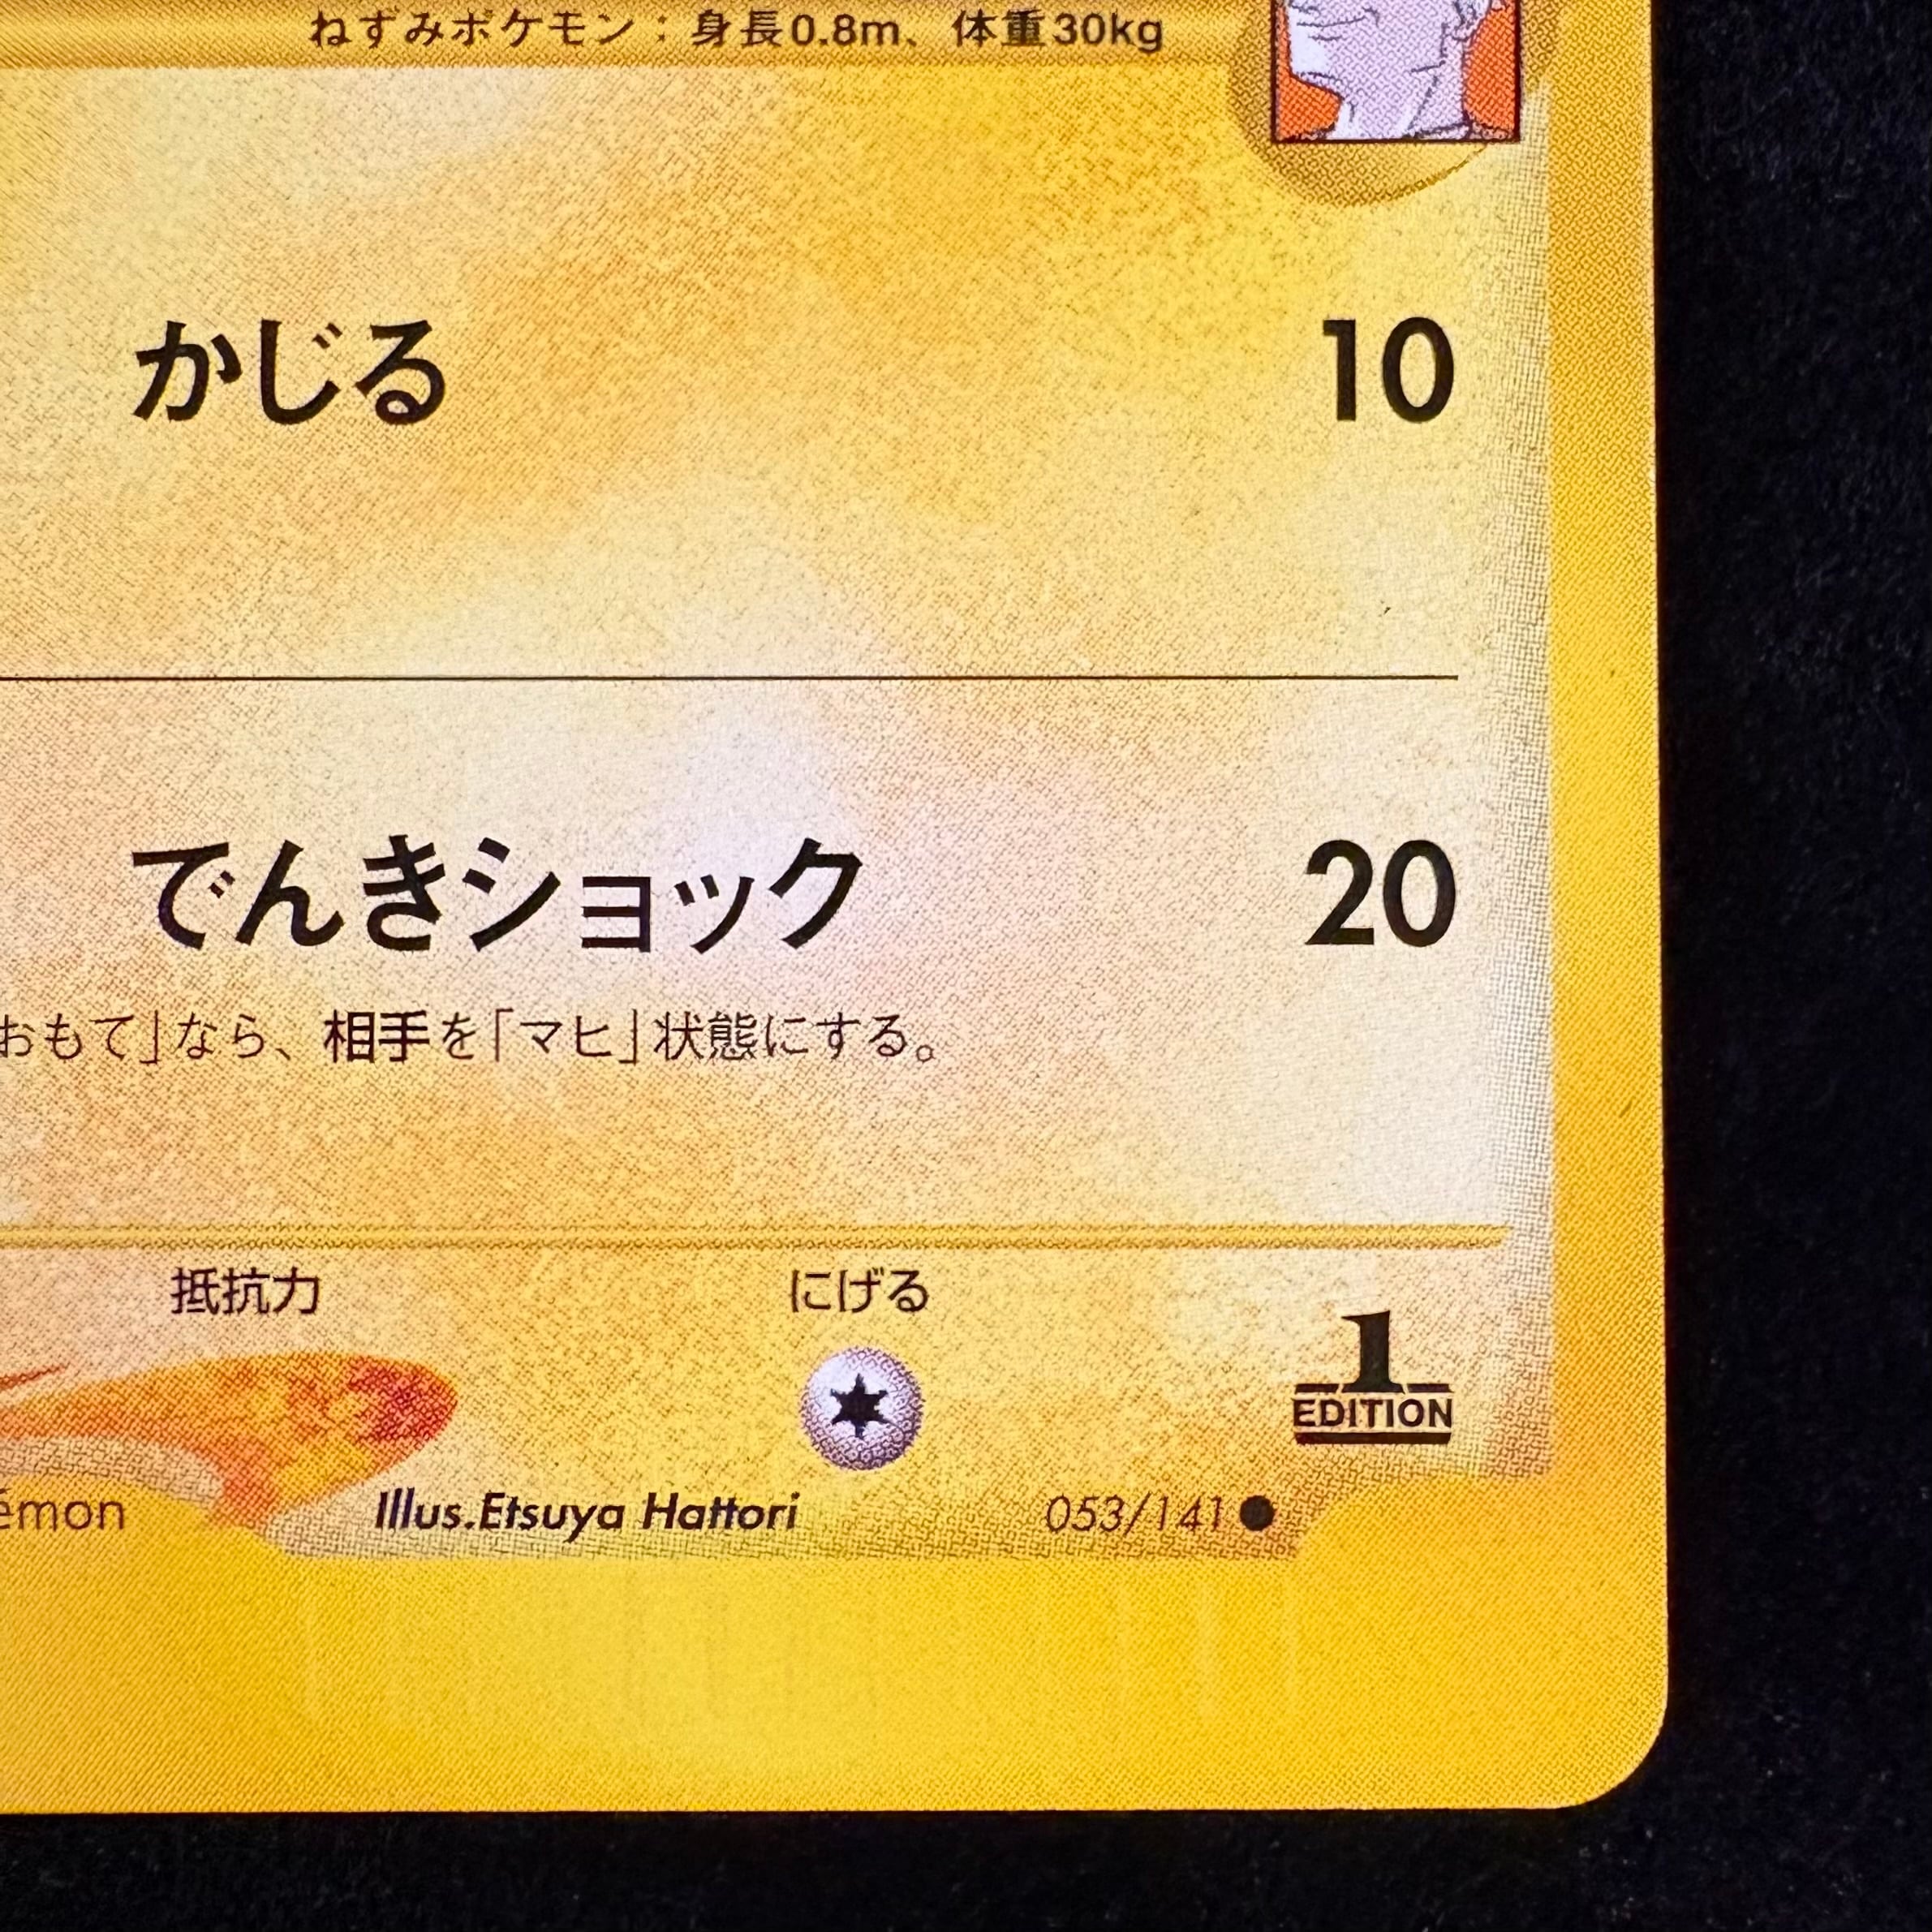 ねずみポケモン：身長0.8m、体重30kg
かじる 10
でんきショック 20
おもて」なら、相手を「マヒ」状態にする。
抵抗力 にげる
1
EDITION
émon Illus.Etsuya Hattori 053/141●